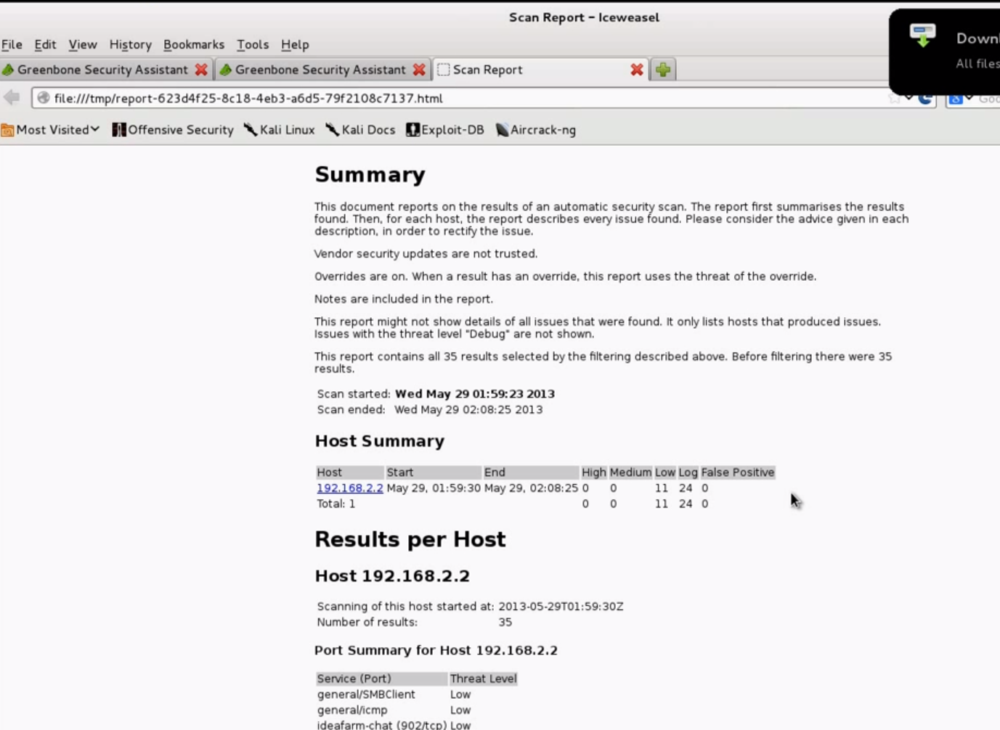 Scan Report – Iceweasel
Downl
All files
File Edit View History Bookmarks Tools Help
Greenbone Security Assistant Greenbone Security Assistant Scan Report
file:///tmp/report-623d4f25-8c18-4eb3-a6d5-79f2108c7137.html
Goo
Most Visited Offensive Security Kali Linux Kali Docs Exploit-DB Aircrack-ng
Summary
This document reports on the results of an automatic security scan. The report first summarises the results
found. Then, for each host, the report describes every issue found. Please consider the advice given in each
description, in order to rectify the issue.
Vendor security updates are not trusted.
Overrides are on. When a result has an override, this report uses the threat of the override.
Notes are included in the report.
This report might not show details of all issues that were found. It only lists hosts that produced issues.
Issues with the threat level "Debug" are not shown.
This report contains all 35 results selected by the filtering described above. Before filtering there were 35
results.
Scan started: Wed May 29 01:59:23 2013
Scan ended: Wed May 29 02:08:25 2013
Host Summary
Host Start End High Medium Low Log False Positive
192.168.2.2 May 29, 01:59:30 May 29, 02:08:25 0 0 11 24 0
Total: 1 0 0 11 24 0
Results per Host
Host 192.168.2.2
Scanning of this host started at: 2013-05-29T01:59:30Z
Number of results: 35
Port Summary for Host 192.168.2.2
Service (Port) Threat Level
general/SMBClient Low
general/icmp Low
ideafarm-chat (902/tcp) Low